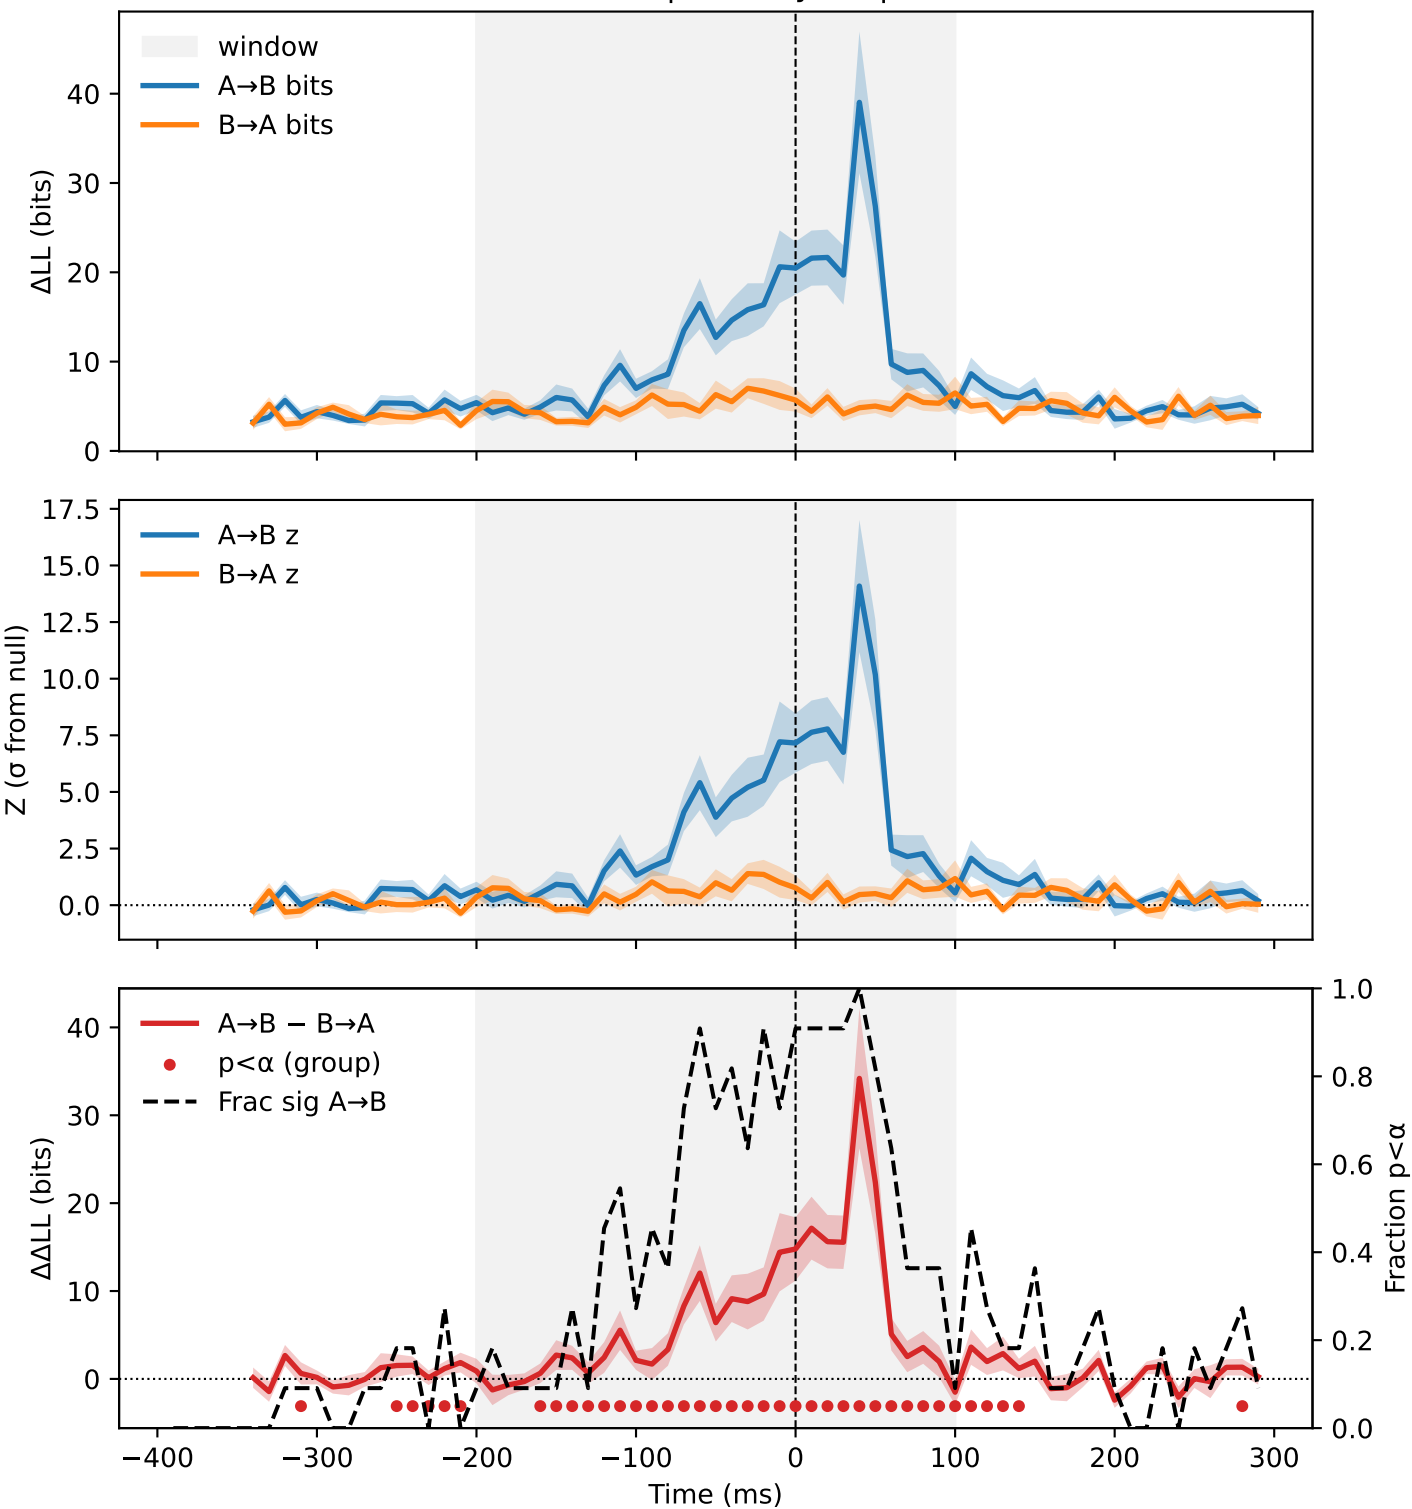 window
A→B bits
B→A bits
ΔLL (bits)
40
30
20
10
0
A→B z
B→A z
Z (σ from null)
17.5
15.0
12.5
10.0
7.5
5.0
2.5
0.0
A→B − B→A
p<α (group)
Frac sig A→B
ΔΔLL (bits)
40
30
20
10
0
1.0
0.8
0.6
0.4
0.2
0.0
Fraction p<α
−400 −300 −200 −100 0 100 200 300
Time (ms)